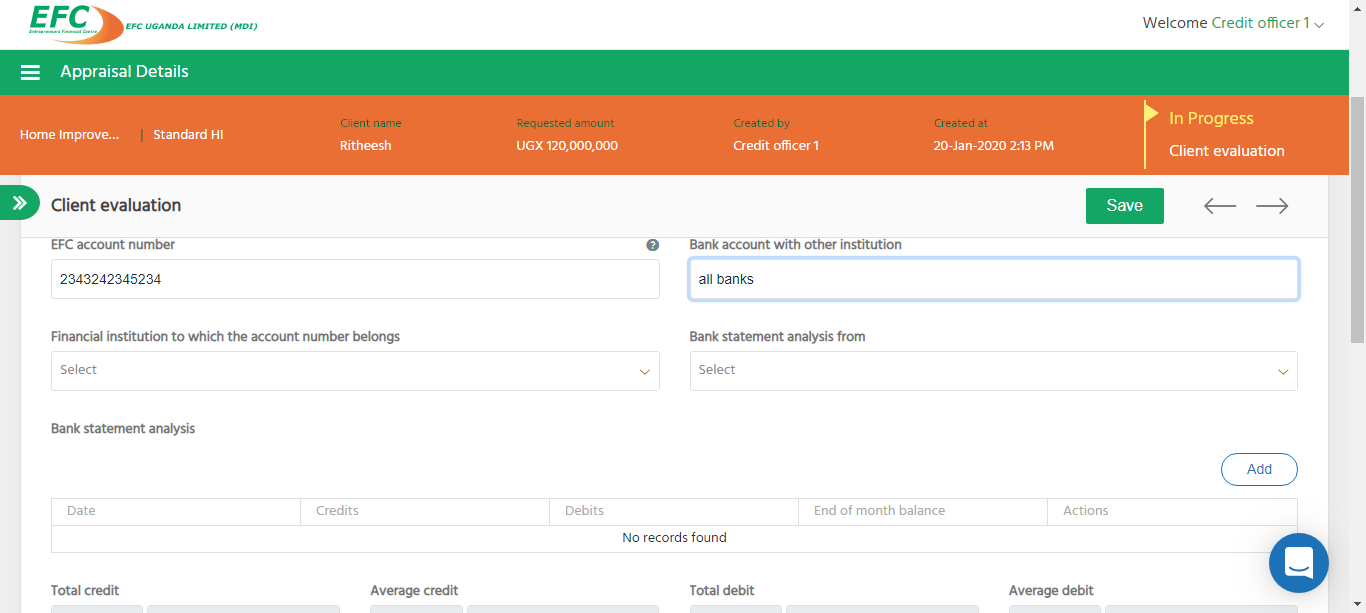 EFC
Entrepreneurs Financial Centre
EFC UGANDA LIMITED (MDI)
Welcome Credit officer 1
Appraisal Details
Home Improve... | Standard HI
Client name
Ritheesh
Requested amount
UGX 120,000,000
Created by
Credit officer 1
Created at
20-Jan-2020 2:13 PM
In Progress
Client evaluation
Client evaluation
Save
EFC account number
?
Bank account with other institution
2343242345234
all banks
Financial institution to which the account number belongs
Bank statement analysis from
Select
Select
Bank statement analysis
Add
Date Credits Debits End of month balance Actions
No records found
Total credit Average credit Total debit Average debit